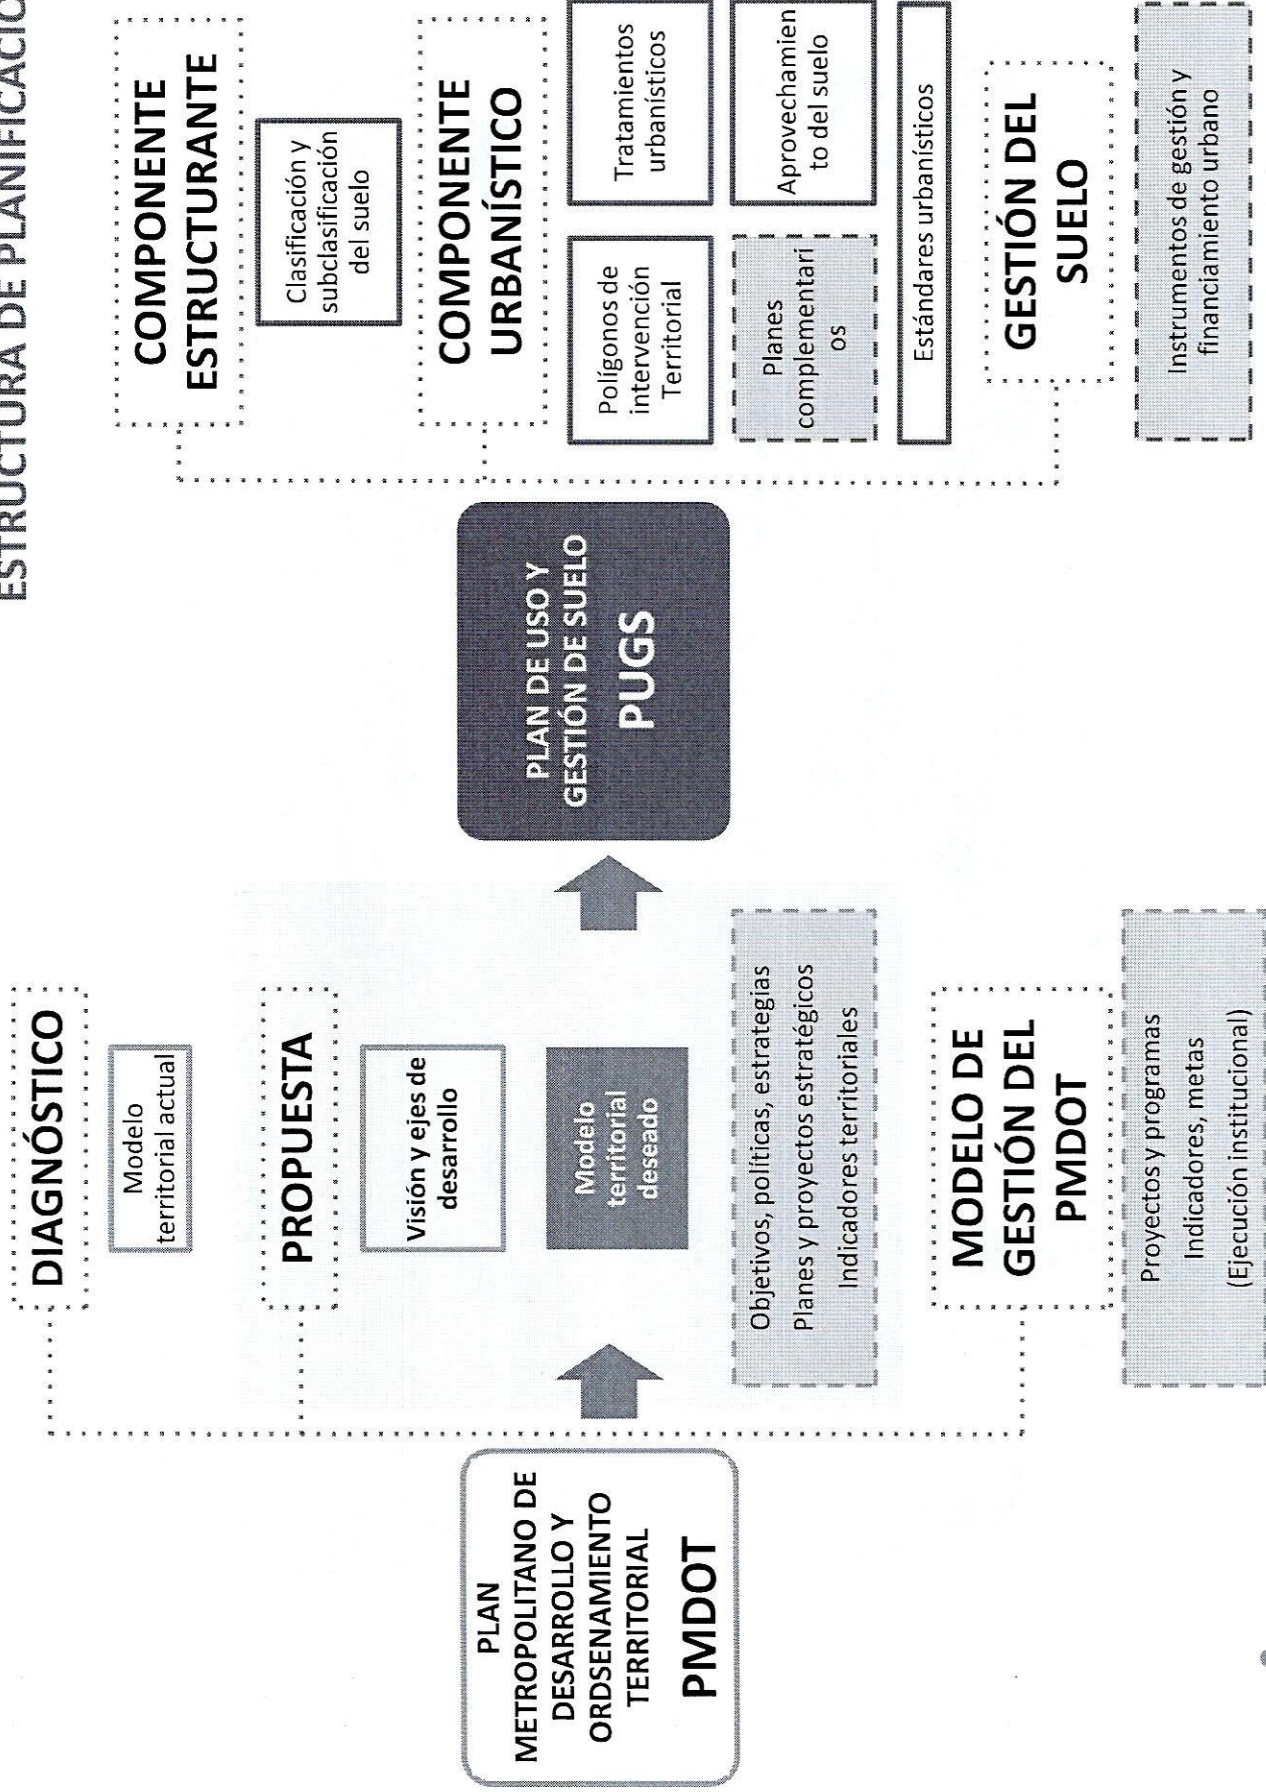 ESTRUCTURA DE PLANIFICACIÓ
PLAN
METROPOLITANO DE
DESARROLLO Y
ORDSENAMIENTO
TERRITORIAL
PMDOT
DIAGNÓSTICO
Modelo
territorial actual
PROPUESTA
Visión y ejes de
desarrollo
Modelo
territorial
deseado
Objetivos, políticas, estrategias
Planes y proyectos estratégicos
Indicadores territoriales
MODELO DE
GESTIÓN DEL
PMDOT
Proyectos y programas
Indicadores, metas
(Ejecución institucional)
PLAN DE USO Y
GESTIÓN DE SUELO
PUGS
COMPONENTE
ESTRUCTURANTE
Clasificación y
subclasificación
del suelo
COMPONENTE
URBANÍSTICO
Polígonos de
intervención
Territorial
Tratamientos
urbanísticos
Planes
complementari
os
Aprovechamien
to del suelo
Estándares urbanísticos
GESTIÓN DEL
SUELO
Instrumentos de gestión y
financiamiento urbano